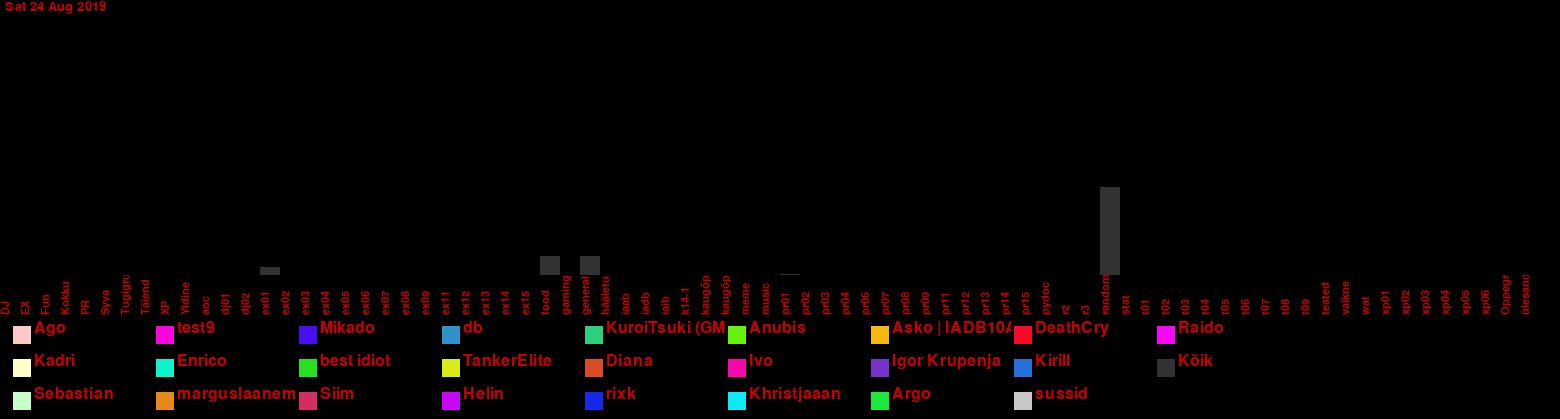 Sat 24 Aug 2019
DJ
EX
Fun
Kokku
PR
Syva
Tugigru
Täiend
XP
Yldine
aoc
dj01
dj02
ex01
ex02
ex03
ex04
ex05
ex06
ex07
ex08
ex09
ex11
ex12
ex13
ex14
ex15
food
gaming
general
hääletu
iaab
iadb
iaib
k14-1
kaugõp
kaugõp
meme
music
pr01
pr02
pr03
pr04
pr06
pr07
pr08
pr09
pr11
pr12
pr13
pr14
pr15
pydoc
r2
r3
random
stat
t01
t02
t03
t04
t05
t06
t07
t08
t09
teated
vaikne
wat
xp01
xp02
xp03
xp04
xp05
xp06
Õppegr
ülesand
Ago test9 Mikado db KuroiTsuki (GM Anubis Asko | IADB10/ DeathCry Raido
Kadri Enrico best idiot TankerElite Diana Ivo Igor Krupenja Kirill Kõik
Sebastian marguslaanem Siim Helin rixk Khristjaaan Argo sussid